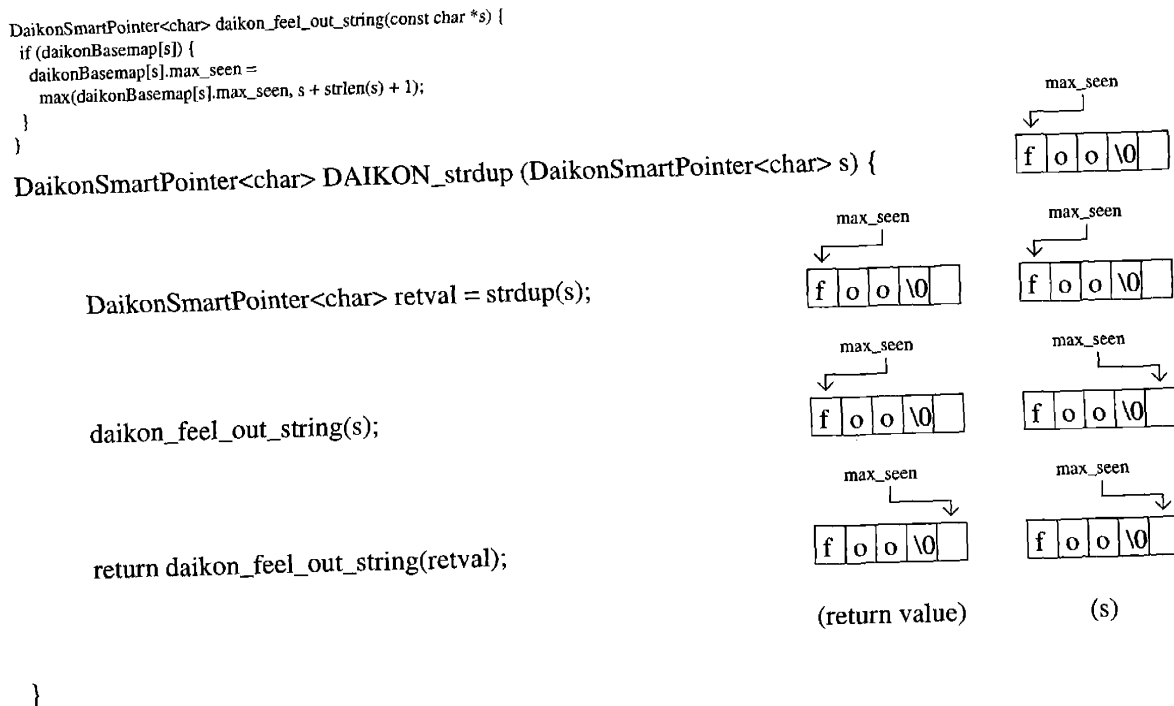 DaikonSmartPointer<char> daikon_feel_out_string(const char *s) {
if (daikonBasemap[s]) {
daikonBasemap[s].max_seen =
max(daikonBasemap[s].max_seen, s + strlen(s) + 1);
}
}
max_seen
f o o \0
DaikonSmartPointer<char> DAIKON_strdup (DaikonSmartPointer<char> s) {
max_seen max_seen
DaikonSmartPointer<char> retval = strdup(s); f o o \0 f o o \0
max_seen max_seen
daikon_feel_out_string(s); f o o \0 f o o \0
max_seen max_seen
return daikon_feel_out_string(retval); f o o \0 f o o \0
(return value) (s)
}